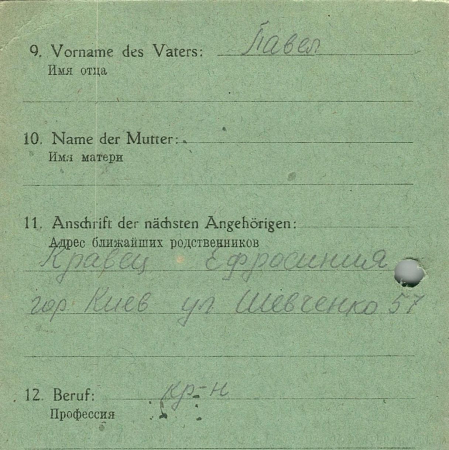 9. Vorname des Vaters: Павел
Имя отца
10. Name der Mutter:
Имя матери
11. Anschrift der nächsten Angehörigen:
Адрес ближайших родственников
Кравец Ефросиния
гор Киев ул Шевченко 57
12. Beruf: кр-н
Профессия